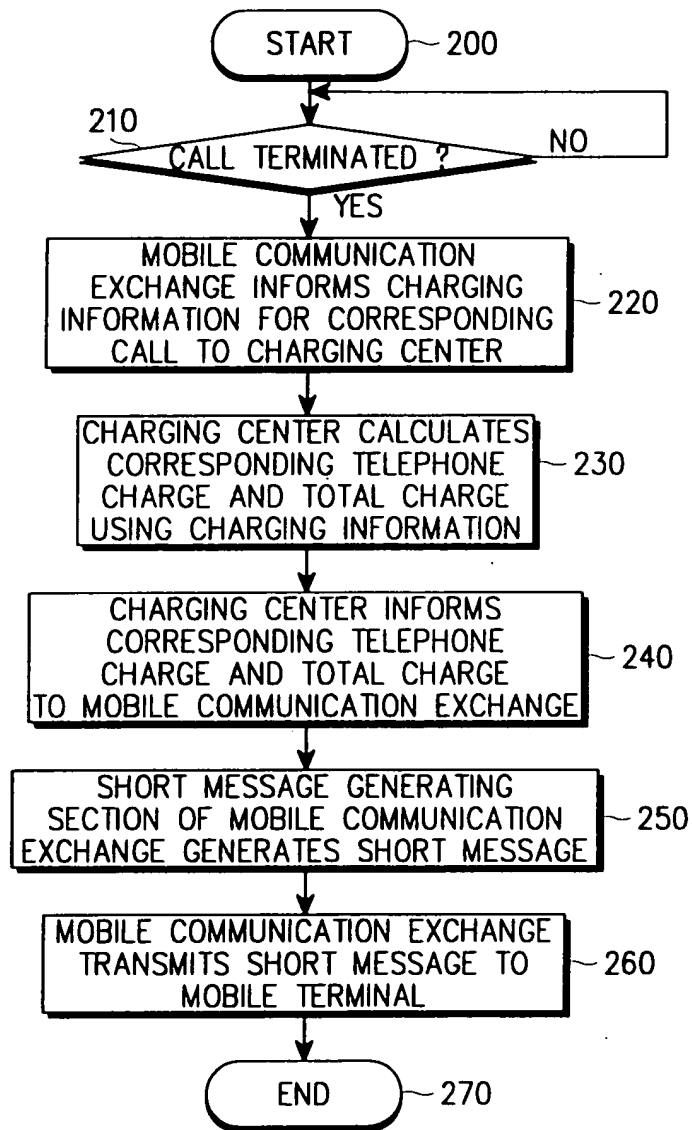 START
200
210
CALL TERMINATED ?
NO
YES
MOBILE COMMUNICATION
EXCHANGE INFORMS CHARGING
INFORMATION FOR CORRESPONDING
CALL TO CHARGING CENTER
220
CHARGING CENTER CALCULATES
CORRESPONDING TELEPHONE
CHARGE AND TOTAL CHARGE
USING CHARGING INFORMATION
230
CHARGING CENTER INFORMS
CORRESPONDING TELEPHONE
CHARGE AND TOTAL CHARGE
TO MOBILE COMMUNICATION EXCHANGE
240
SHORT MESSAGE GENERATING
SECTION OF MOBILE COMMUNICATION
EXCHANGE GENERATES SHORT MESSAGE
250
MOBILE COMMUNICATION EXCHANGE
TRANSMITS SHORT MESSAGE TO
MOBILE TERMINAL
260
END
270